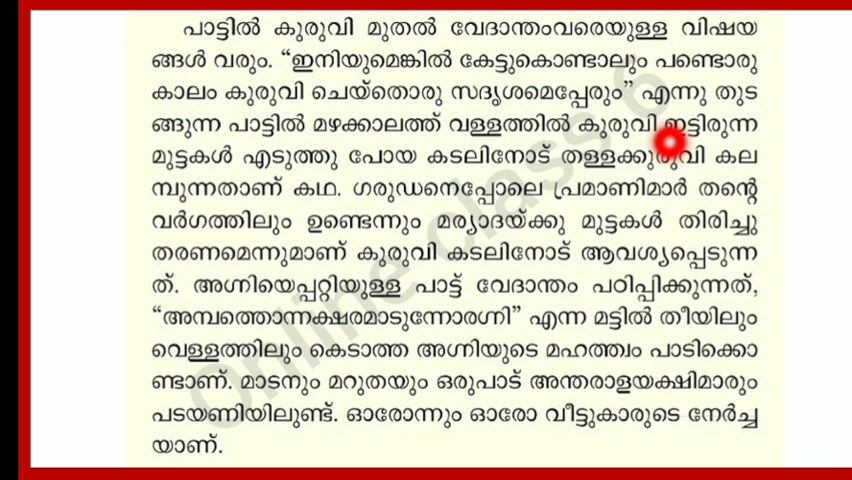 പാട്ടിൽ കുരുവി മുതൽ വേദാന്തംവരെയുള്ള വിഷയ
ങ്ങൾ വരും. “ഇനിയുമെങ്കിൽ കേട്ടുകൊണ്ടാലും പണ്ടൊരു
കാലം കുരുവി ചെയ്തൊരു സദൃശമെപ്പേരും” എന്നു തുട
ങ്ങുന്ന പാട്ടിൽ മഴക്കാലത്ത് വള്ളത്തിൽ കുരുവി ഇട്ടിരുന്ന
മുട്ടകൾ എടുത്തു പോയ കടലിനോട് തള്ളക്കുരുവി കല
മ്പുന്നതാണ് കഥ. ഗരുഡനെപ്പോലെ പ്രമാണിമാർ തന്റെ
വർഗത്തിലും ഉണ്ടെന്നും മര്യാദയ്ക്കു മുട്ടകൾ തിരിച്ചു
തരണമെന്നുമാണ് കുരുവി കടലിനോട് ആവശ്യപ്പെടുന്ന
ത്. അഗ്നിയെപ്പറ്റിയുള്ള പാട്ട് വേദാന്തം പഠിപ്പിക്കുന്നത്,
“അമ്പത്തൊന്നക്ഷരമാടുന്നോരഗ്നി” എന്ന മട്ടിൽ തീയിലും
വെള്ളത്തിലും കെടാത്ത അഗ്നിയുടെ മഹത്ത്വം പാടിക്കൊ
ണ്ടാണ്. മാടനും മറുതയും ഒരുപാട് അന്തരാളയക്ഷിമാരും
പടയണിയിലുണ്ട്. ഓരോന്നും ഓരോ വീട്ടുകാരുടെ നേർച്ച
യാണ്.
Online class 6